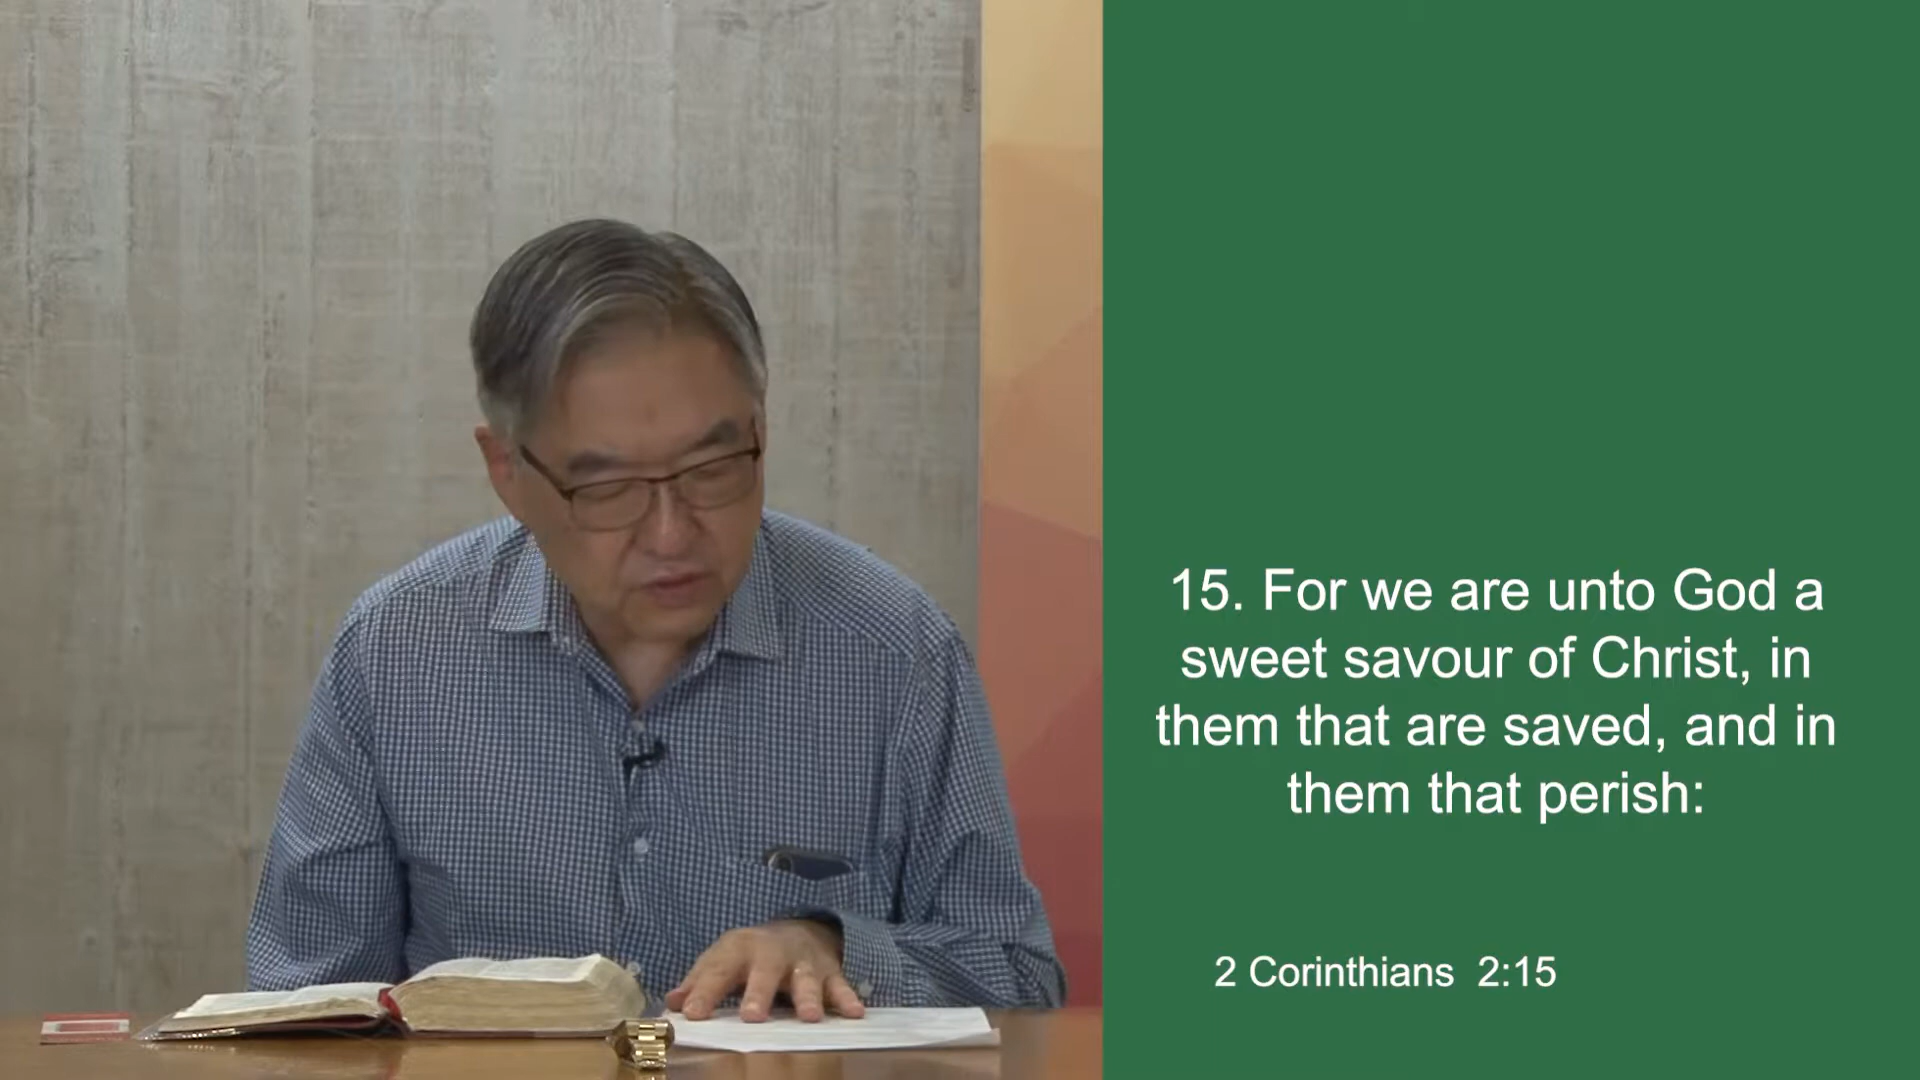 15. For we are unto God a
sweet savour of Christ, in
them that are saved, and in
them that perish:
2 Corinthians  2:15